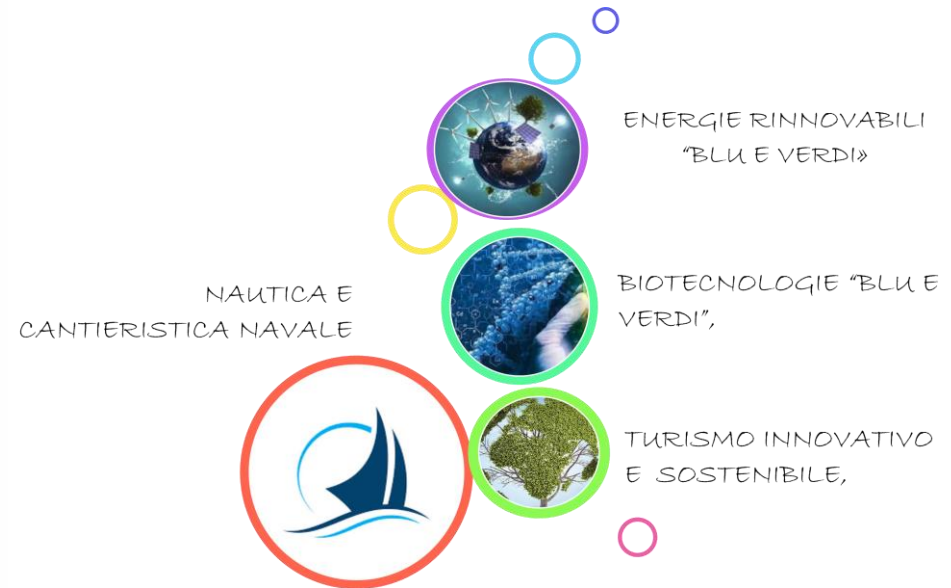 ENERGIE RINNOVABILI
"BLU E VERDI»
NAUTICA E
CANTIERISTICA NAVALE
BIOTECNOLOGIE "BLU E
VERDI",
TURISMO INNOVATIVO
E SOSTENIBILE,